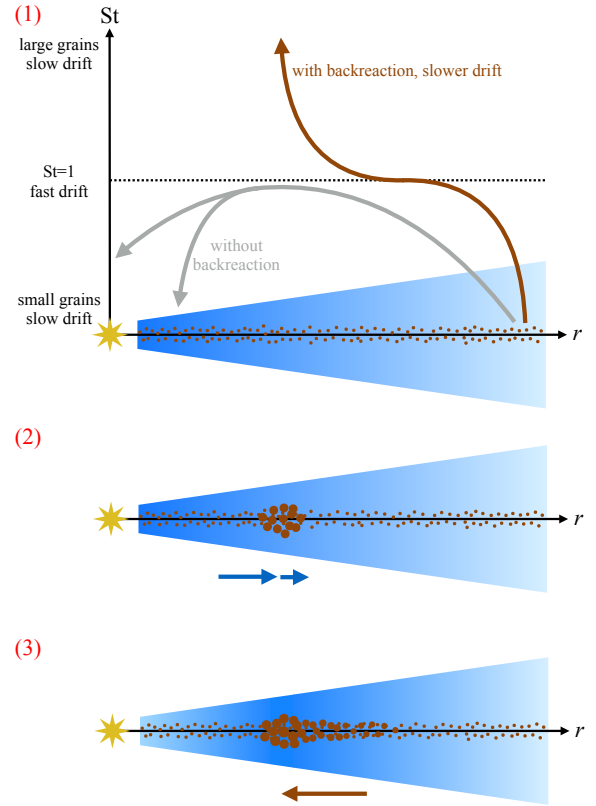 (1)
St
large grains
slow drift
with backreaction, slower drift
St=1
fast drift
without
backreaction
small grains
slow drift
r
(2)
r
(3)
r